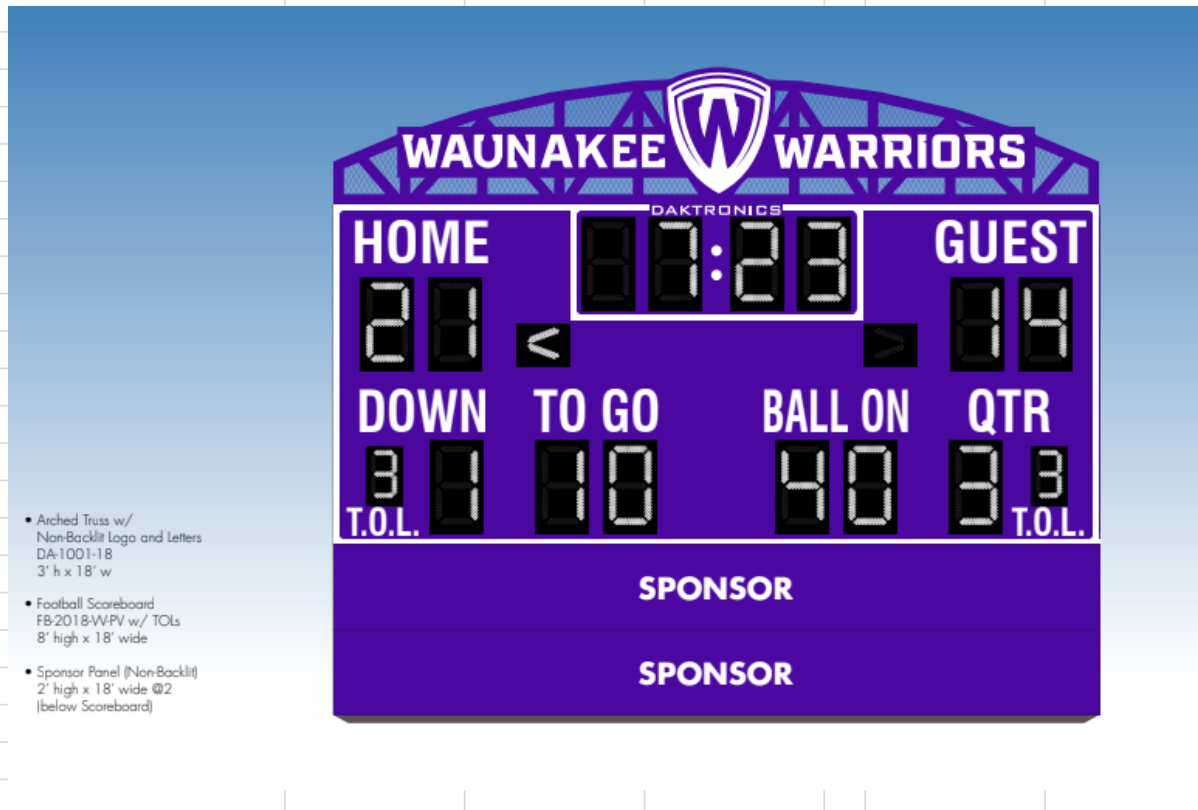 WAUNAKEE W WARRIORS
DAKTRONICS
HOME 7:23 GUEST
21 < > 14
DOWN TO GO BALL ON QTR
3 1 10 40 3 3
T.O.L. T.O.L.
SPONSOR
SPONSOR
• Arched Truss w/
Non-Backlit Logo and Letters
DA-1001-18
3' h x 18' w
• Football Scoreboard
FB-2018-W-PV w/ TOLs
8' high x 18' wide
• Sponsor Panel (Non-Backlit)
2' high x 18' wide @2
(below Scoreboard)